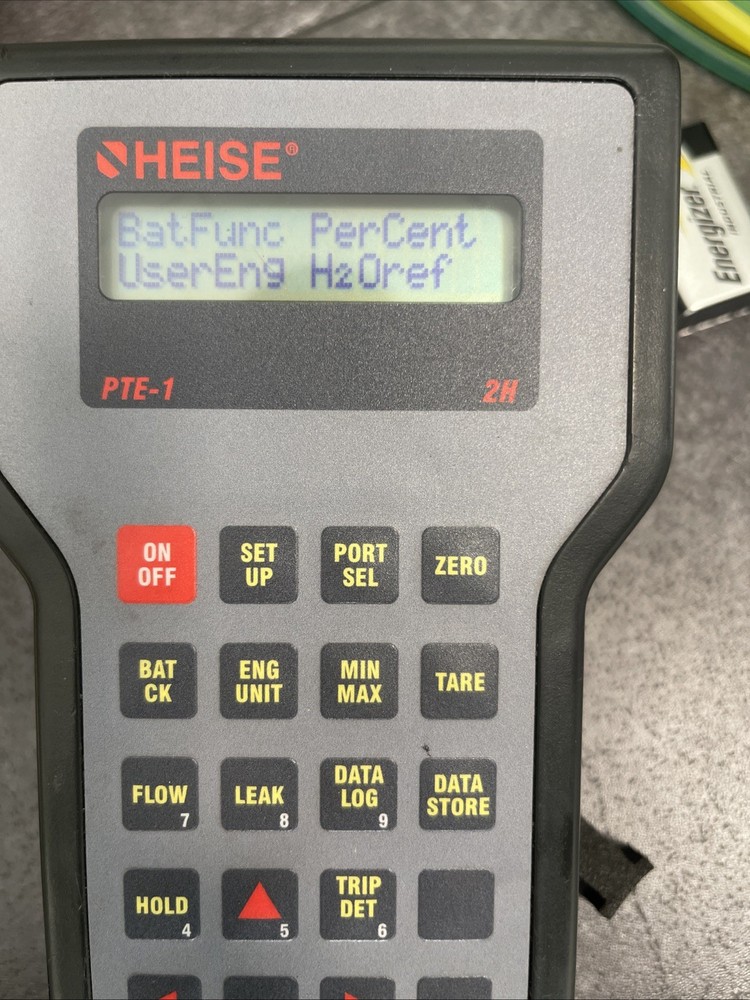 HEISE®
BatFunc PerCent
UserEng H2Oref
PTE-1 2H
ON OFF
SET UP
PORT SEL
ZERO
BAT CK
ENG UNIT
MIN MAX
TARE
FLOW 7
LEAK 8
DATA LOG 9
DATA STORE
HOLD 4
5
TRIP DET 6
Energizer
INDUSTRIAL